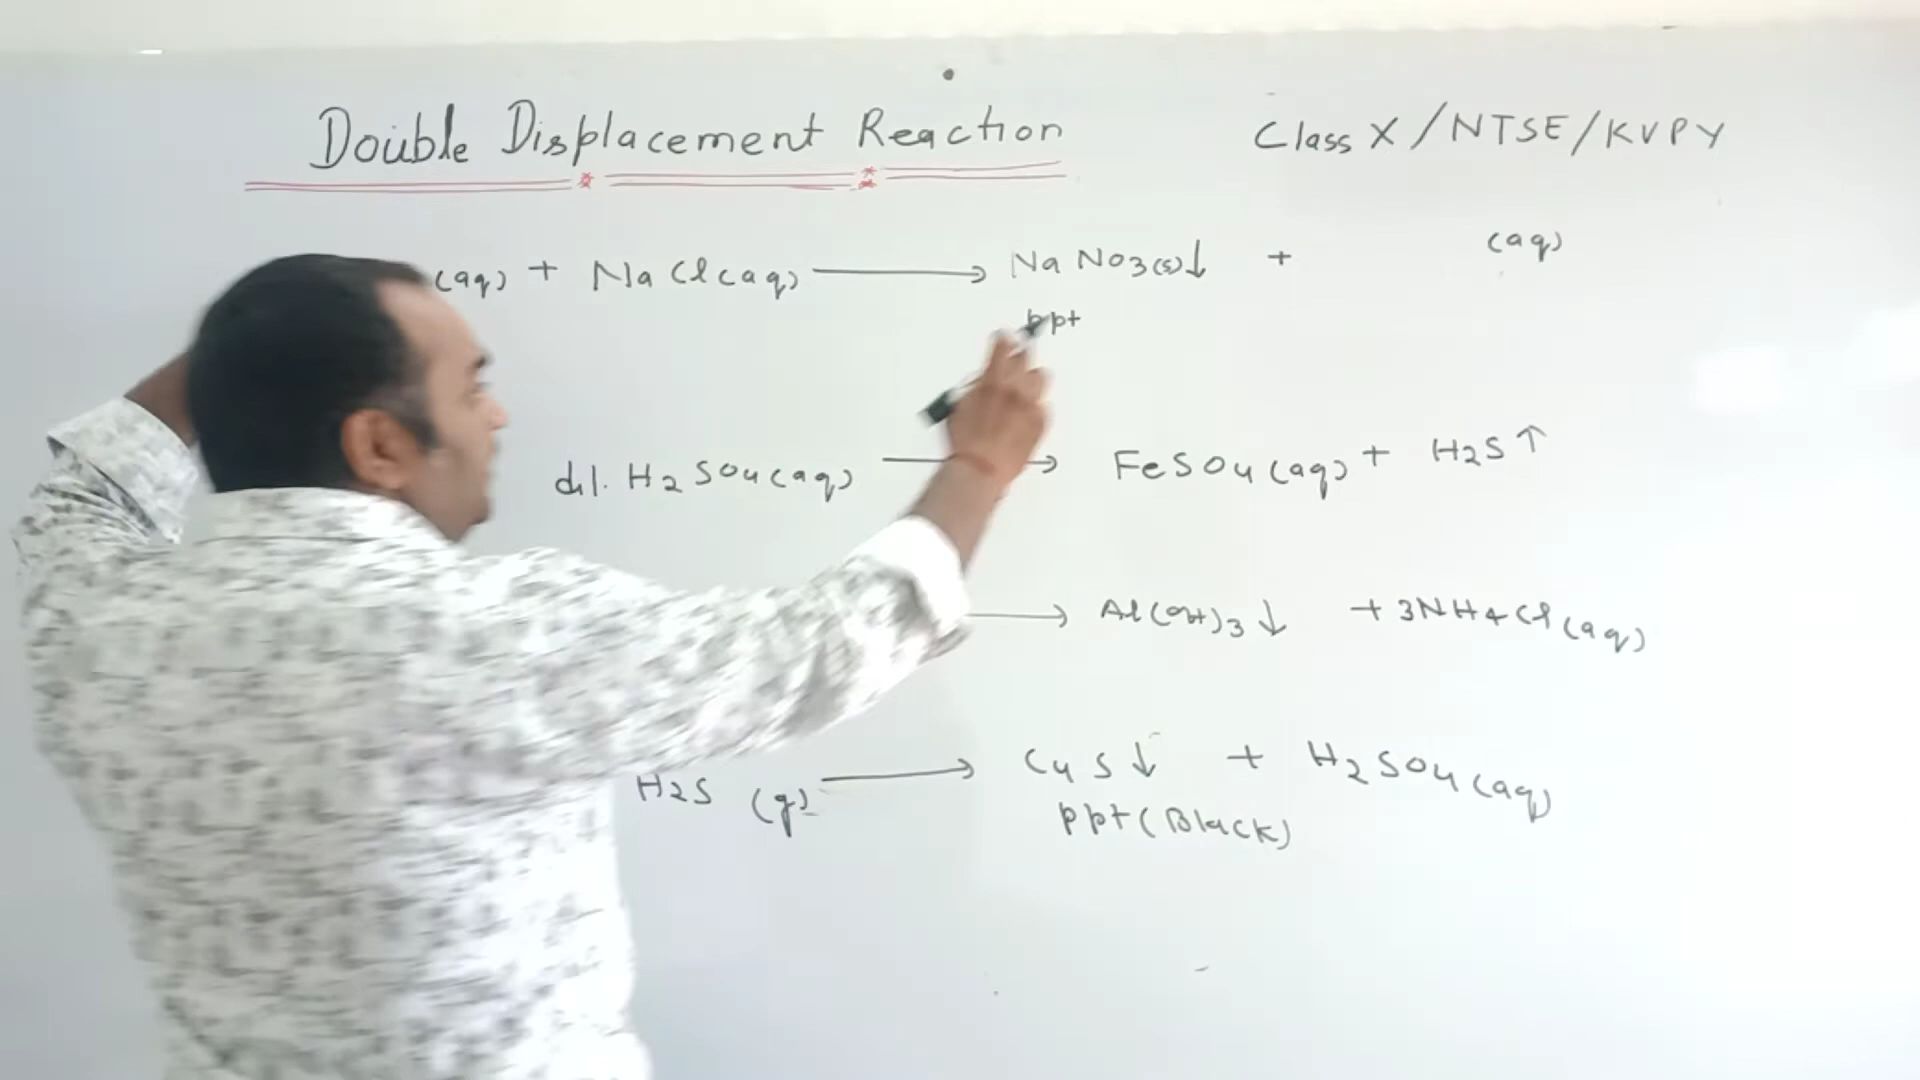 Double Displacement Reaction
Class X / NTSE / KVPY
(aq) + NaCl(aq) ⟶ NaNO3(s)↓ + (aq)
ppt
dil. H2SO4(aq) ⟶ FeSO4(aq) + H2S↑
⟶ Al(OH)3↓ + 3NH4Cl(aq)
H2S (g) ⟶ CuS↓ + H2SO4(aq)
ppt (Black)